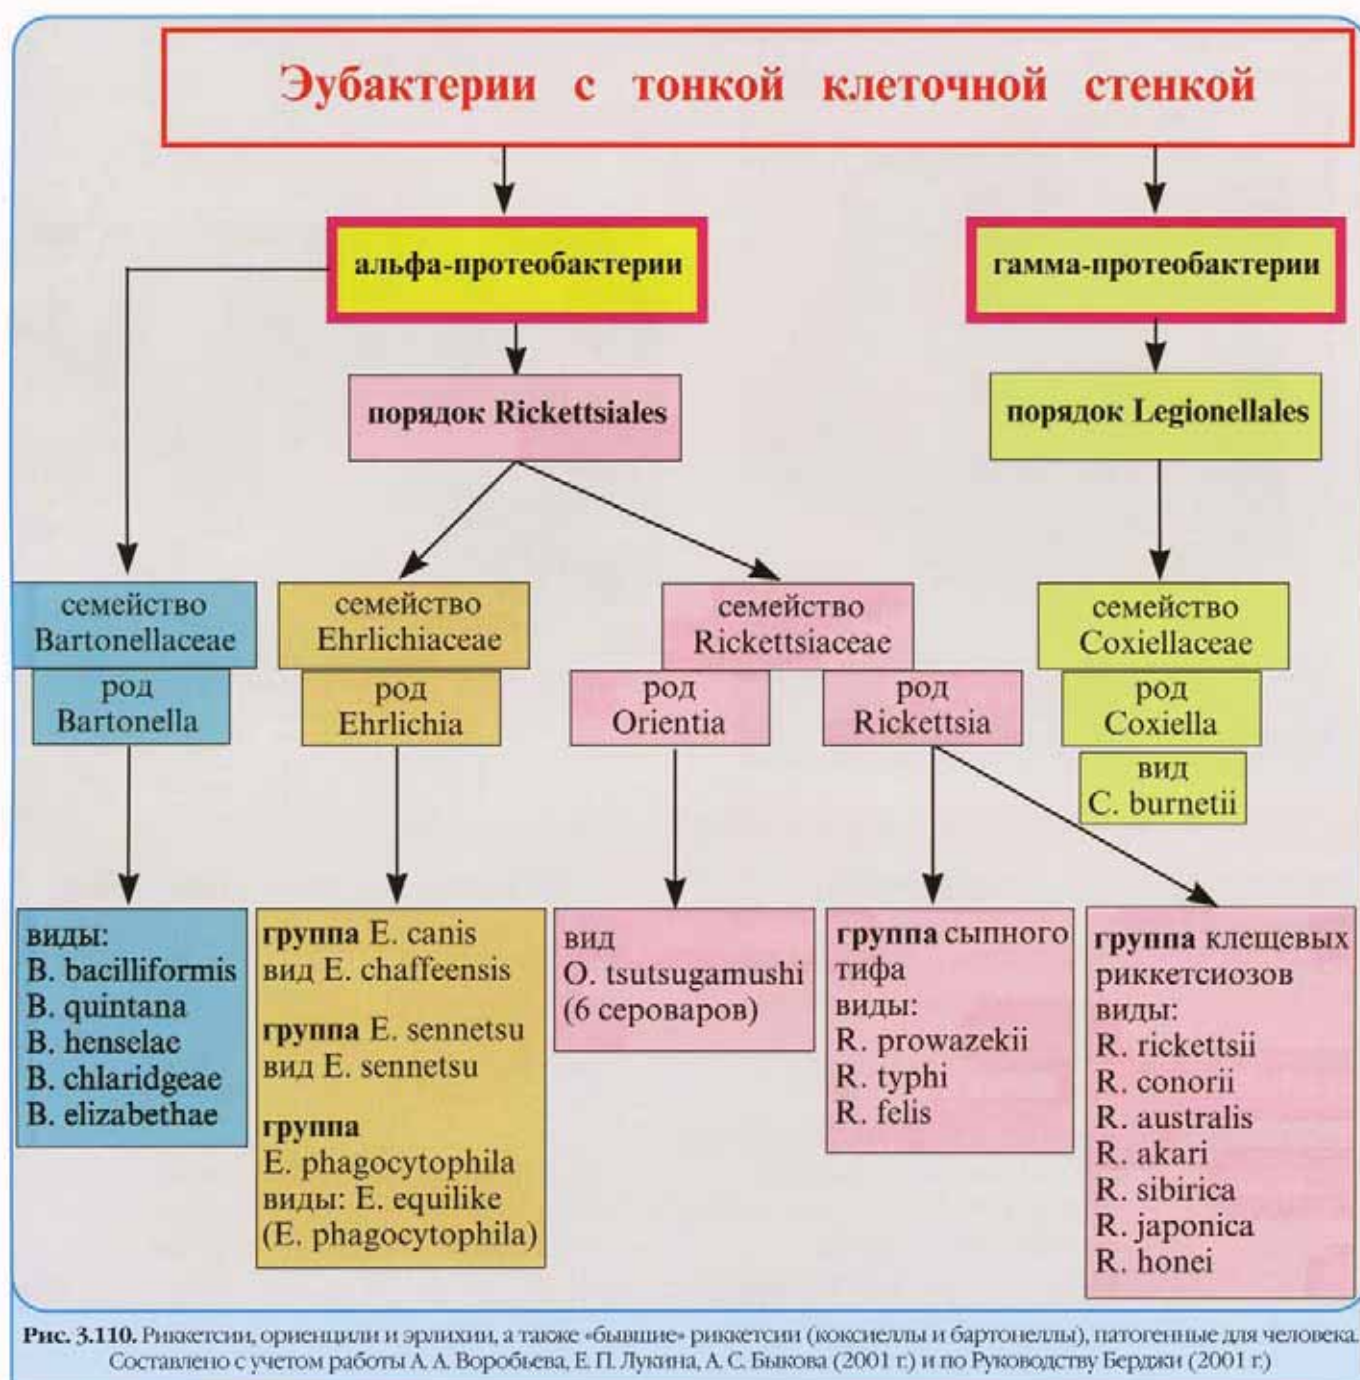 Эубактерии с тонкой клеточной стенкой
альфа-протеобактерии
гамма-протеобактерии
порядок Rickettsiales
порядок Legionellales
семейство
Bartonellaceae
род
Bartonella
семейство
Ehrlichiaceae
род
Ehrlichia
семейство
Rickettsiaceae
род
Orientia
род
Rickettsia
семейство
Coxiellaceae
род
Coxiella
вид
C. burnetii
виды:
B. bacilliformis
B. quintana
B. henselae
B. chlaridgeae
B. elizabethae
группа E. canis
вид E. chaffeensis
группа E. sennetsu
вид E. sennetsu
группа
E. phagocytophila
виды: E. equilike
(E. phagocytophila)
вид
O. tsutsugamushi
(6 сероваров)
группа сыпного
тифа
виды:
R. prowazekii
R. typhi
R. felis
группа клещевых
риккетсиозов
виды:
R. rickettsii
R. conorii
R. australis
R. akari
R. sibirica
R. japonica
R. honei
Рис. 3.110. Риккетсии, ориенцили и эрлихии, а также «бывшие» риккетсии (коксиеллы и бартонеллы), патогенные для человека.
Составлено с учетом работы А. А. Воробьева, Е. П. Лукина, А. С. Быкова (2001 г.) и по Руководству Берджи (2001 г.)